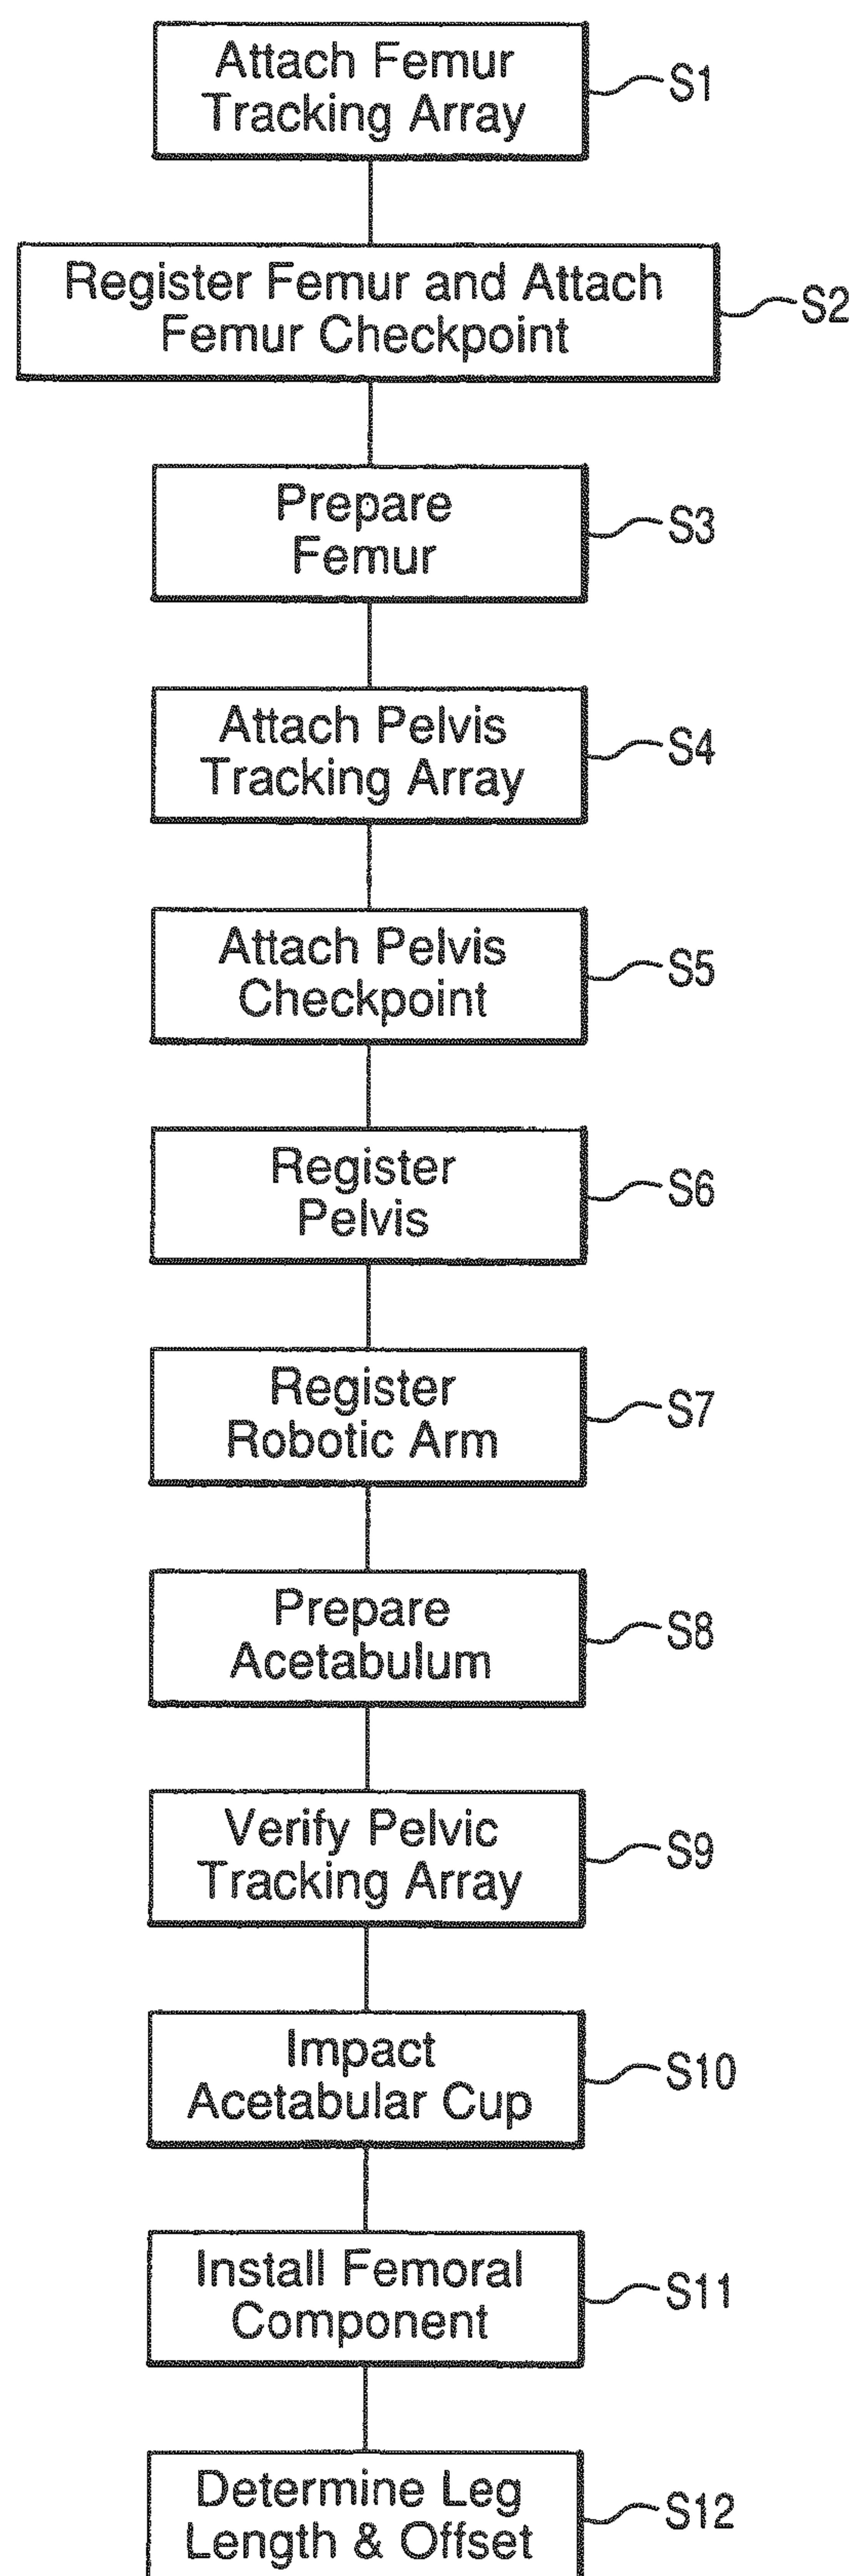 Attach Femur
Tracking Array
S1
Register Femur and Attach
Femur Checkpoint
S2
Prepare
Femur
S3
Attach Pelvis
Tracking Array
S4
Attach Pelvis
Checkpoint
S5
Register
Pelvis
S6
Register
Robotic Arm
S7
Prepare
Acetabulum
S8
Verify Pelvic
Tracking Array
S9
Impact
Acetabular Cup
S10
Install Femoral
Component
S11
Determine Leg
Length & Offset
S12